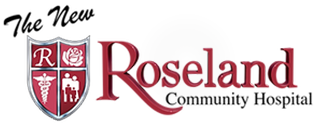 The New
R
Roseland
Community Hospital